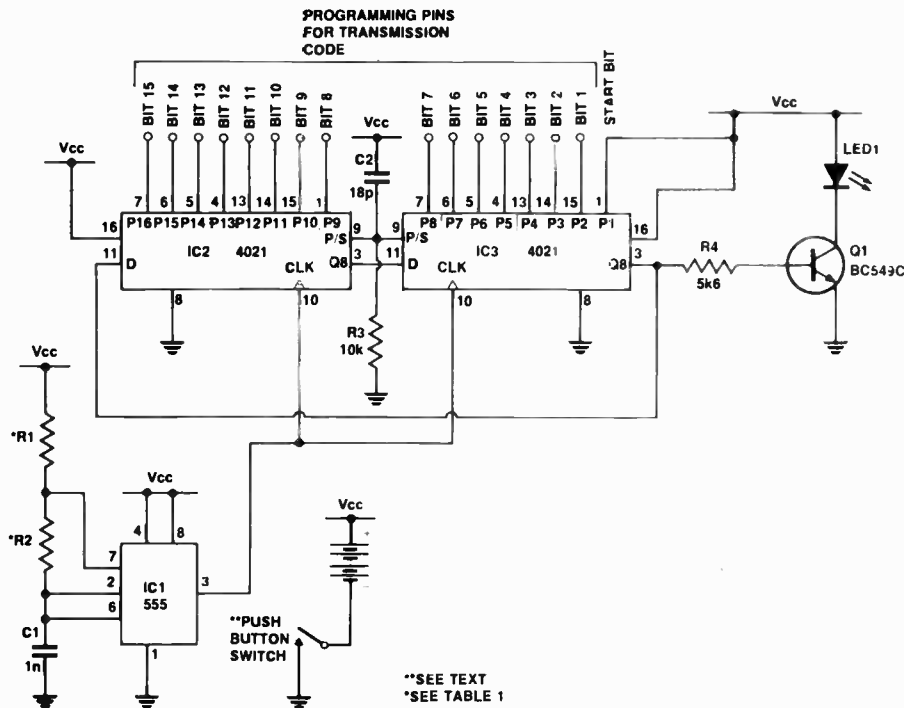 PROGRAMMING PINS
FOR TRANSMISSION
CODE
BIT 15
BIT 14
BIT 13
BIT 12
BIT 11
BIT 10
BIT 9
BIT 8
BIT 7
BIT 6
BIT 5
BIT 4
BIT 3
BIT 2
BIT 1
START BIT
Vcc
Vcc
C2
18p
Vcc
LED1
7 6 5 4 13 14 15 1
P16 P15 P14 P13 P12 P11 P10 P9
16
11
D
IC2 4021
P/S
Q8
CLK
9
3
10
8
7 6 5 4 13 14 15 1
P8 P7 P6 P5 P4 P3 P2 P1
9
11
P/S
D
IC3 4021
Q8
CLK
16
3
10
8
R4
5k6
Q1
BC549C
R3
10k
Vcc
*R1
*R2
C1
1n
Vcc
4 8
7
2
6
IC1
555
3
1
Vcc
+
**PUSH
BUTTON
SWITCH
**SEE TEXT
*SEE TABLE 1